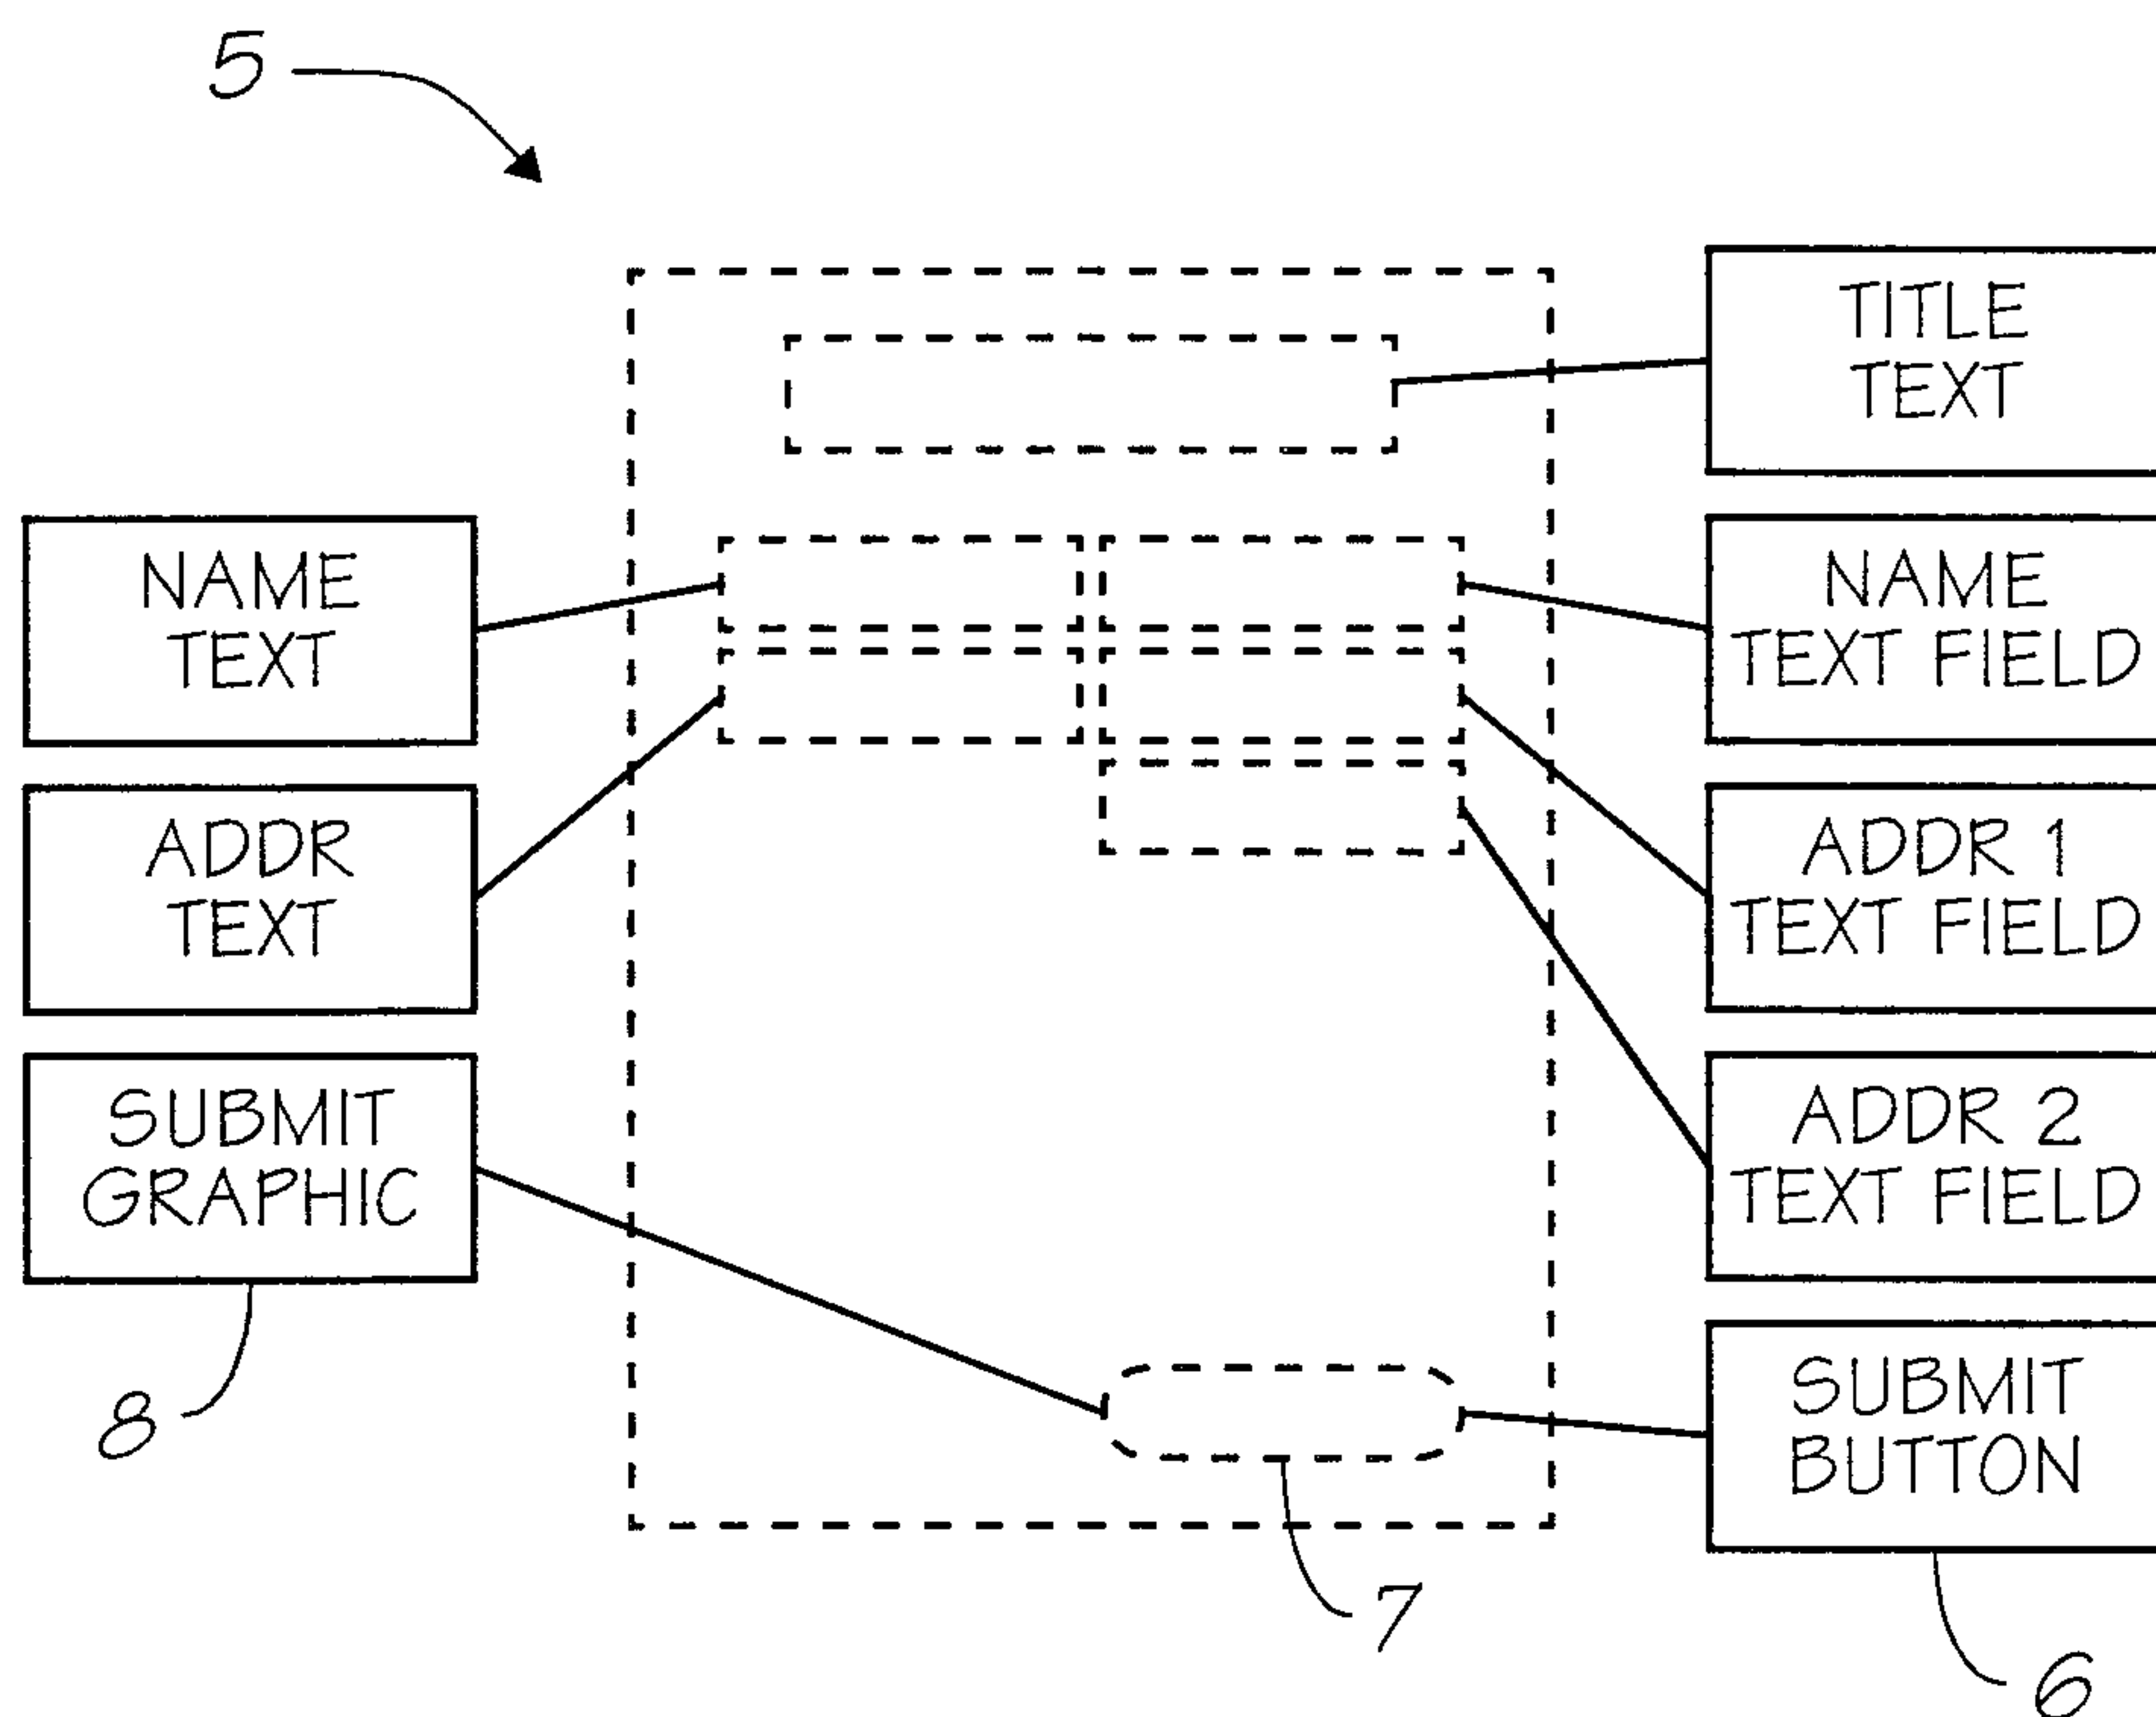 5
TITLE
TEXT
NAME
TEXT
NAME
TEXT FIELD
ADDR
TEXT
ADDR 1
TEXT FIELD
SUBMIT
GRAPHIC
ADDR 2
TEXT FIELD
8
SUBMIT
BUTTON
7
6